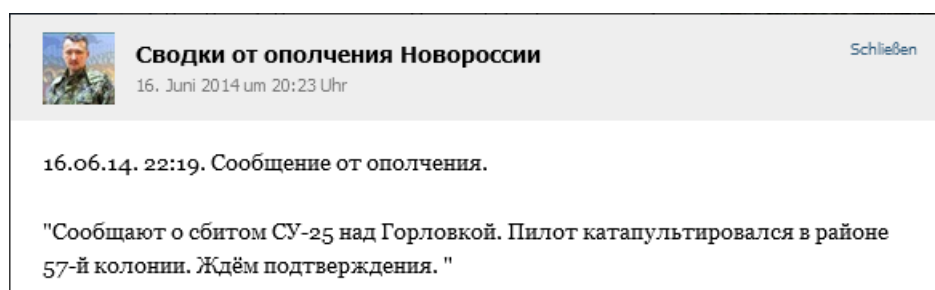 Сводки от ополчения Новороссии
Schließen
16. Juni 2014 um 20:23 Uhr
16.06.14. 22:19. Сообщение от ополчения.
"Сообщают о сбитом СУ-25 над Горловкой. Пилот катапультировался в районе
57-й колонии. Ждём подтверждения. "